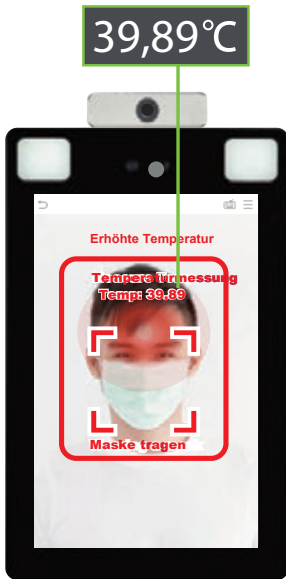 39,89°C
Erhöhte Temperatur
Temperaturmessung
Temp: 39.89
Maske tragen